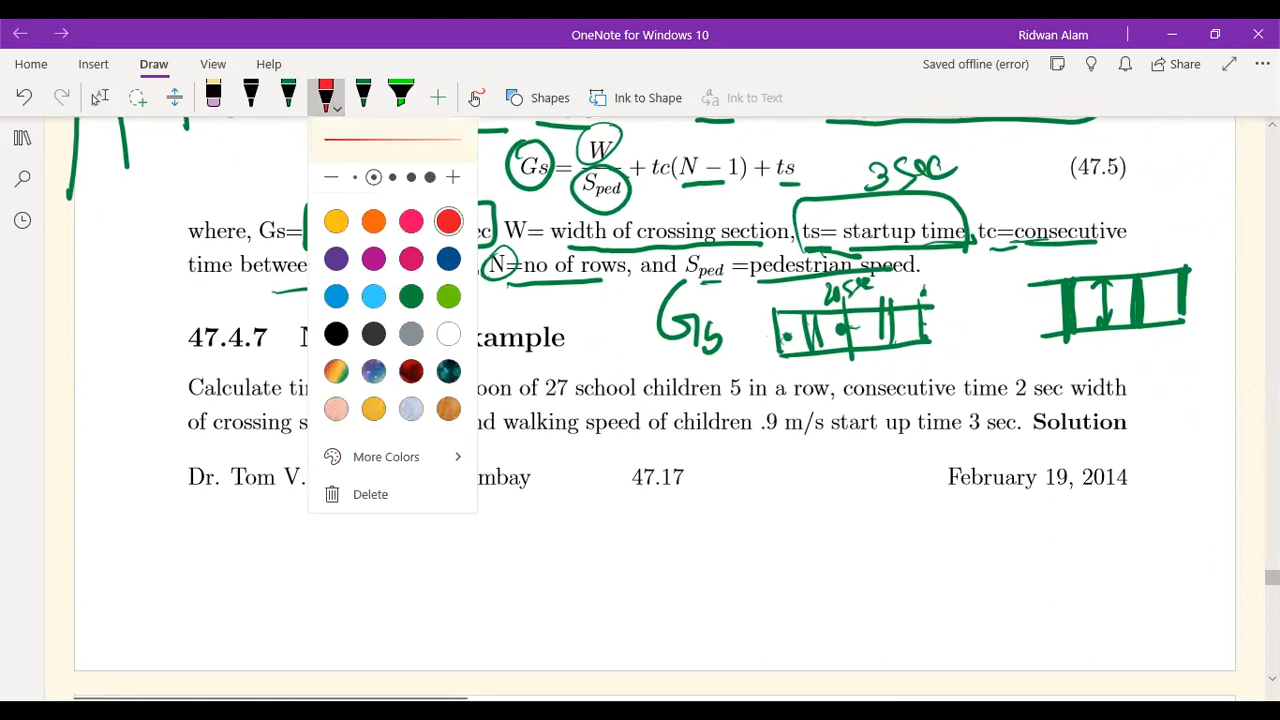 OneNote for Windows 10
Ridwan Alam
Home Insert Draw View Help
Saved offline (error)
Share
Shapes
Ink to Shape
Ink to Text
Gs = W / Sped + tc(N − 1) + ts (47.5)
3 sec
where, Gs= ec W= width of crossing section, ts= startup time, tc=consecutive
time betwee N=no of rows, and Sped =pedestrian speed.
Gs
20 sec
47.4.7 N xample
Calculate ti oon of 27 school children 5 in a row, consecutive time 2 sec width
of crossing s nd walking speed of children .9 m/s start up time 3 sec. Solution
Dr. Tom V. mbay 47.17 February 19, 2014
More Colors
Delete